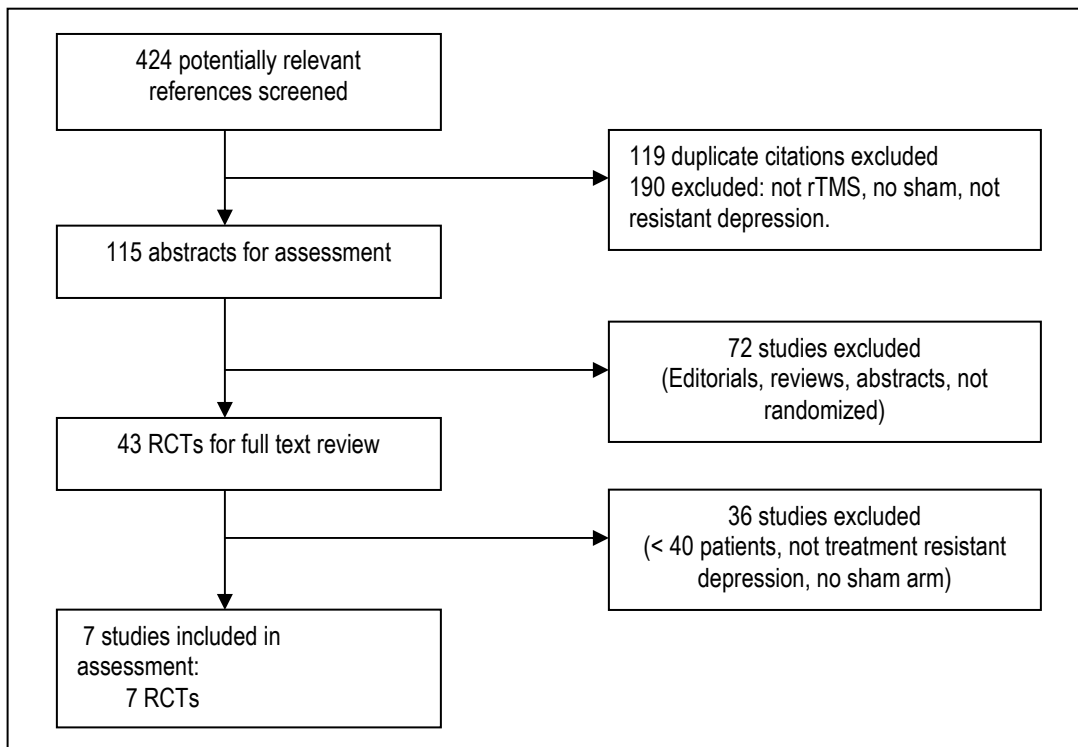 424 potentially relevant
references screened
119 duplicate citations excluded
190 excluded: not rTMS, no sham, not
resistant depression.
115 abstracts for assessment
72 studies excluded
(Editorials, reviews, abstracts, not
randomized)
43 RCTs for full text review
36 studies excluded
(< 40 patients, not treatment resistant
depression, no sham arm)
7 studies included in
assessment:
7 RCTs